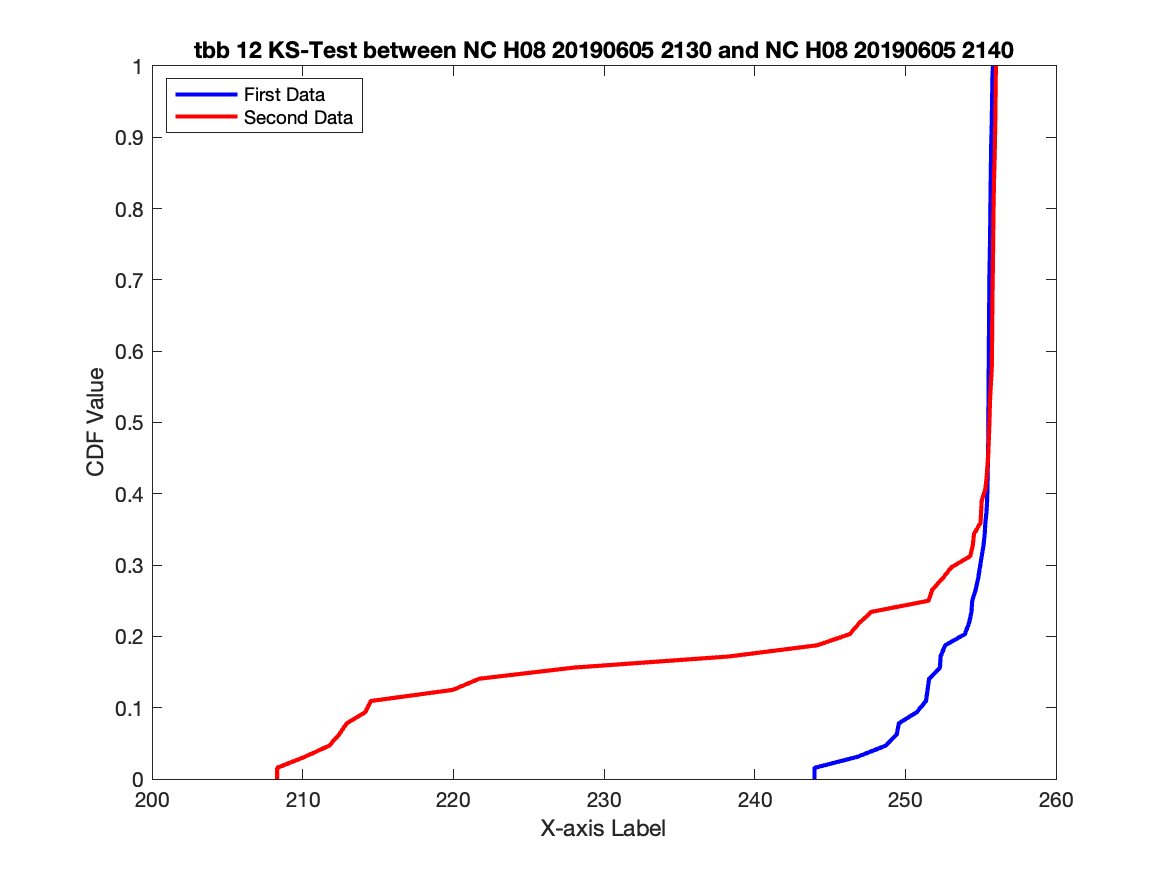 tbb 12 KS-Test between NC H08 20190605 2130 and NC H08 20190605 2140
First Data
Second Data
1
0.9
0.8
0.7
0.6
0.5
0.4
0.3
0.2
0.1
0
CDF Value
200 210 220 230 240 250 260
X-axis Label